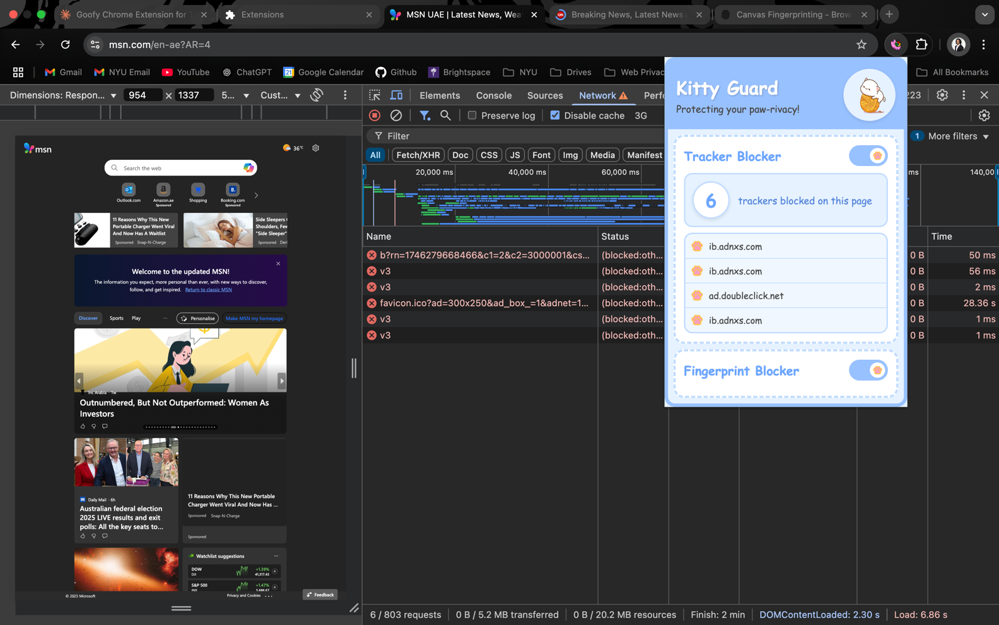 Goofy Chrome Extension for T
Extensions
MSN UAE | Latest News, Wea
Breaking News, Latest News
Canvas Fingerprinting - Brow
msn.com/en-ae?AR=4
Gmail
NYU Email
YouTube
ChatGPT
Google Calendar
Github
Brightspace
NYU
Drives
Web Privac
All Bookmarks
Dimensions: Respon...
954 × 1337
5...
Cust...
Elements
Console
Sources
Network
Perfo
223
Preserve log
Disable cache
3G
Filter
1 More filters
All
Fetch/XHR
Doc
CSS
JS
Font
Img
Media
Manifest
20,000 ms
40,000 ms
60,000 ms
ms
140,00
Name
Status
Time
b?rn=1746279668466&c1=2&c2=3000001&cs... (blocked:oth... 0 B 50 ms
v3 (blocked:oth... 0 B 56 ms
v3 (blocked:oth... 0 B 2 ms
favicon.ico?ad=300x250&ad_box_=1&adnet=1... (blocked:oth... 0 B 28.36 s
v3 (blocked:oth... 0 B 1 ms
v3 (blocked:oth... 0 B 1 ms
6 / 803 requests
0 B / 5.2 MB transferred
0 B / 20.2 MB resources
Finish: 2 min
DOMContentLoaded: 2.30 s
Load: 6.86 s
Kitty Guard
Protecting your paw-rivacy!
Tracker Blocker
6 trackers blocked on this page
ib.adnxs.com
ib.adnxs.com
ad.doubleclick.net
ib.adnxs.com
Fingerprint Blocker
msn
36°C
Search the web
Outlook.com
Amazon.ae
Sponsored
Shopping
Booking.com
Sponsored
11 Reasons Why This New
Portable Charger Went Viral
And Now Has a Waitlist
Sponsored · Snap-N-Charge
Side Sleepers
Shoulders, Few
"Side Sleeper"
Sponsored · Deri
Welcome to the updated MSN!
The information you expect, more personal than ever, with new ways to discover,
follow, and get inspired. Return to classic MSN
Discover
Sports
Play
Personalise
Make MSN my homepage
Inc Arabia · 1w
Outnumbered, But Not Outperformed: Women As
Investors
Daily Mail · 6h
Australian federal election
2025 LIVE results and exit
polls: All the key seats to...
11 Reasons Why This New Portable
Charger Went Viral And Now Has ...
Sponsored Snap-N-Charge
Sponsored
Watchlist suggestions
DOW
DJI
+1.39%
41,317.43
S&P 500
INX
+1.47%
5,686.67
© 2025 Microsoft
Privacy and Cookies
Feedback